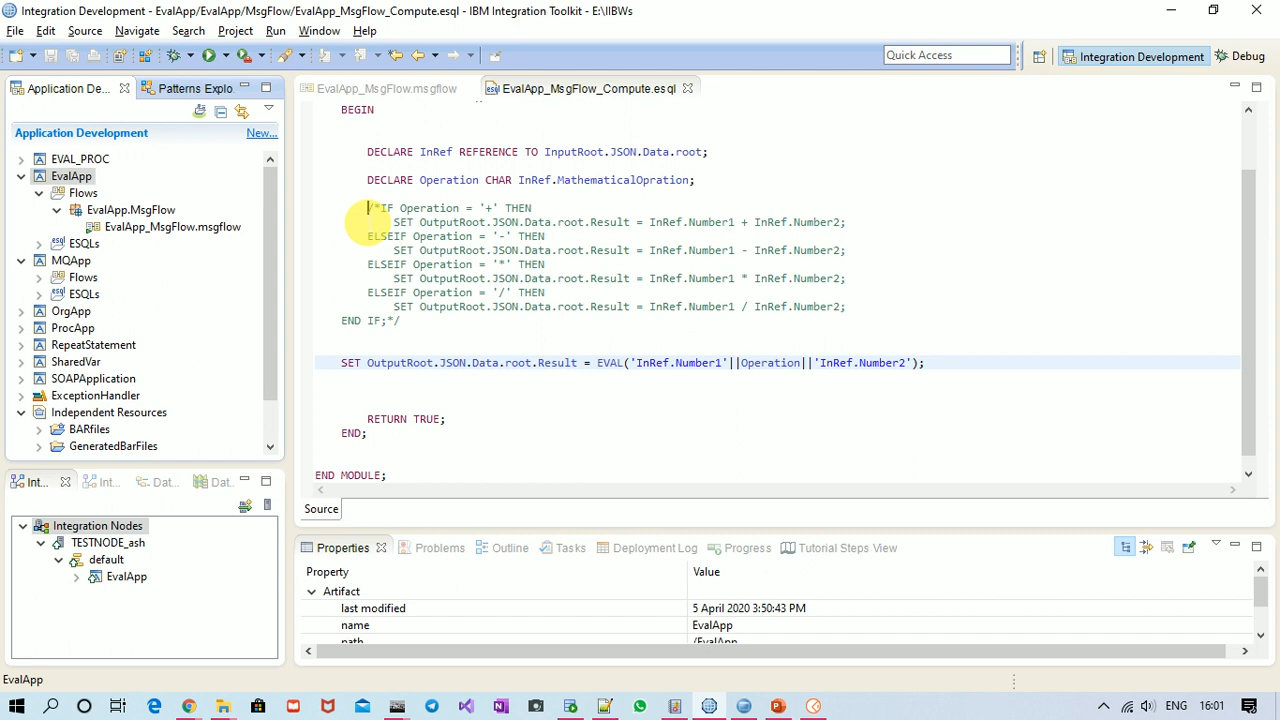 Integration Development - EvalApp/EvalApp/MsgFlow/EvalApp_MsgFlow_Compute.esql - IBM Integration Toolkit - E:\IIBWs
File Edit Source Navigate Search Project Run Window Help
Quick Access
Integration Development
Debug
Application De...
Patterns Explo
Application Development
New...
EVAL_PROC
EvalApp
Flows
EvalApp.MsgFlow
EvalApp_MsgFlow.msgflow
ESQLs
MQApp
Flows
ESQLs
OrgApp
ProcApp
RepeatStatement
SharedVar
SOAPApplication
ExceptionHandler
Independent Resources
BARfiles
GeneratedBarFiles
Int...
Int...
Dat...
Dat...
Integration Nodes
TESTNODE_ash
default
EvalApp
EvalApp_MsgFlow.msgflow
EvalApp_MsgFlow_Compute.esql
BEGIN
DECLARE InRef REFERENCE TO InputRoot.JSON.Data.root;
DECLARE Operation CHAR InRef.MathematicalOpration;
/*IF Operation = '+' THEN
SET OutputRoot.JSON.Data.root.Result = InRef.Number1 + InRef.Number2;
ELSEIF Operation = '-' THEN
SET OutputRoot.JSON.Data.root.Result = InRef.Number1 - InRef.Number2;
ELSEIF Operation = '*' THEN
SET OutputRoot.JSON.Data.root.Result = InRef.Number1 * InRef.Number2;
ELSEIF Operation = '/' THEN
SET OutputRoot.JSON.Data.root.Result = InRef.Number1 / InRef.Number2;
END IF;*/
SET OutputRoot.JSON.Data.root.Result = EVAL('InRef.Number1'||Operation||'InRef.Number2');
RETURN TRUE;
END;
END MODULE;
Source
Properties
Problems
Outline
Tasks
Deployment Log
Progress
Tutorial Steps View
Property Value
Artifact
last modified 5 April 2020 3:50:43 PM
name EvalApp
path /EvalApp
EvalApp
ENG 16:01